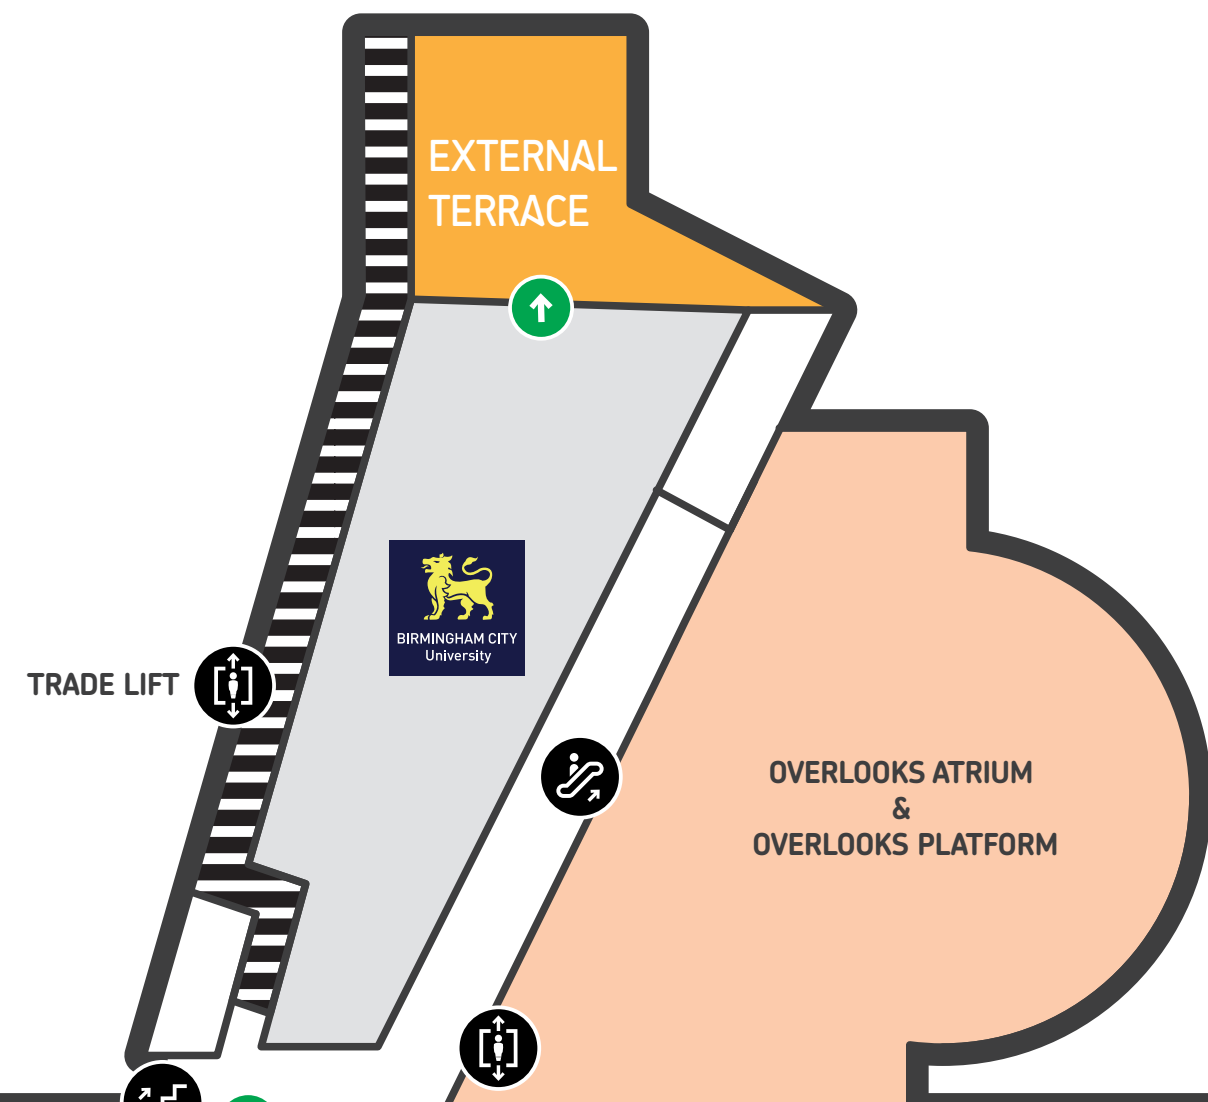 EXTERNAL
TERRACE
BIRMINGHAM CITY
University
TRADE LIFT
OVERLOOKS ATRIUM
&
OVERLOOKS PLATFORM